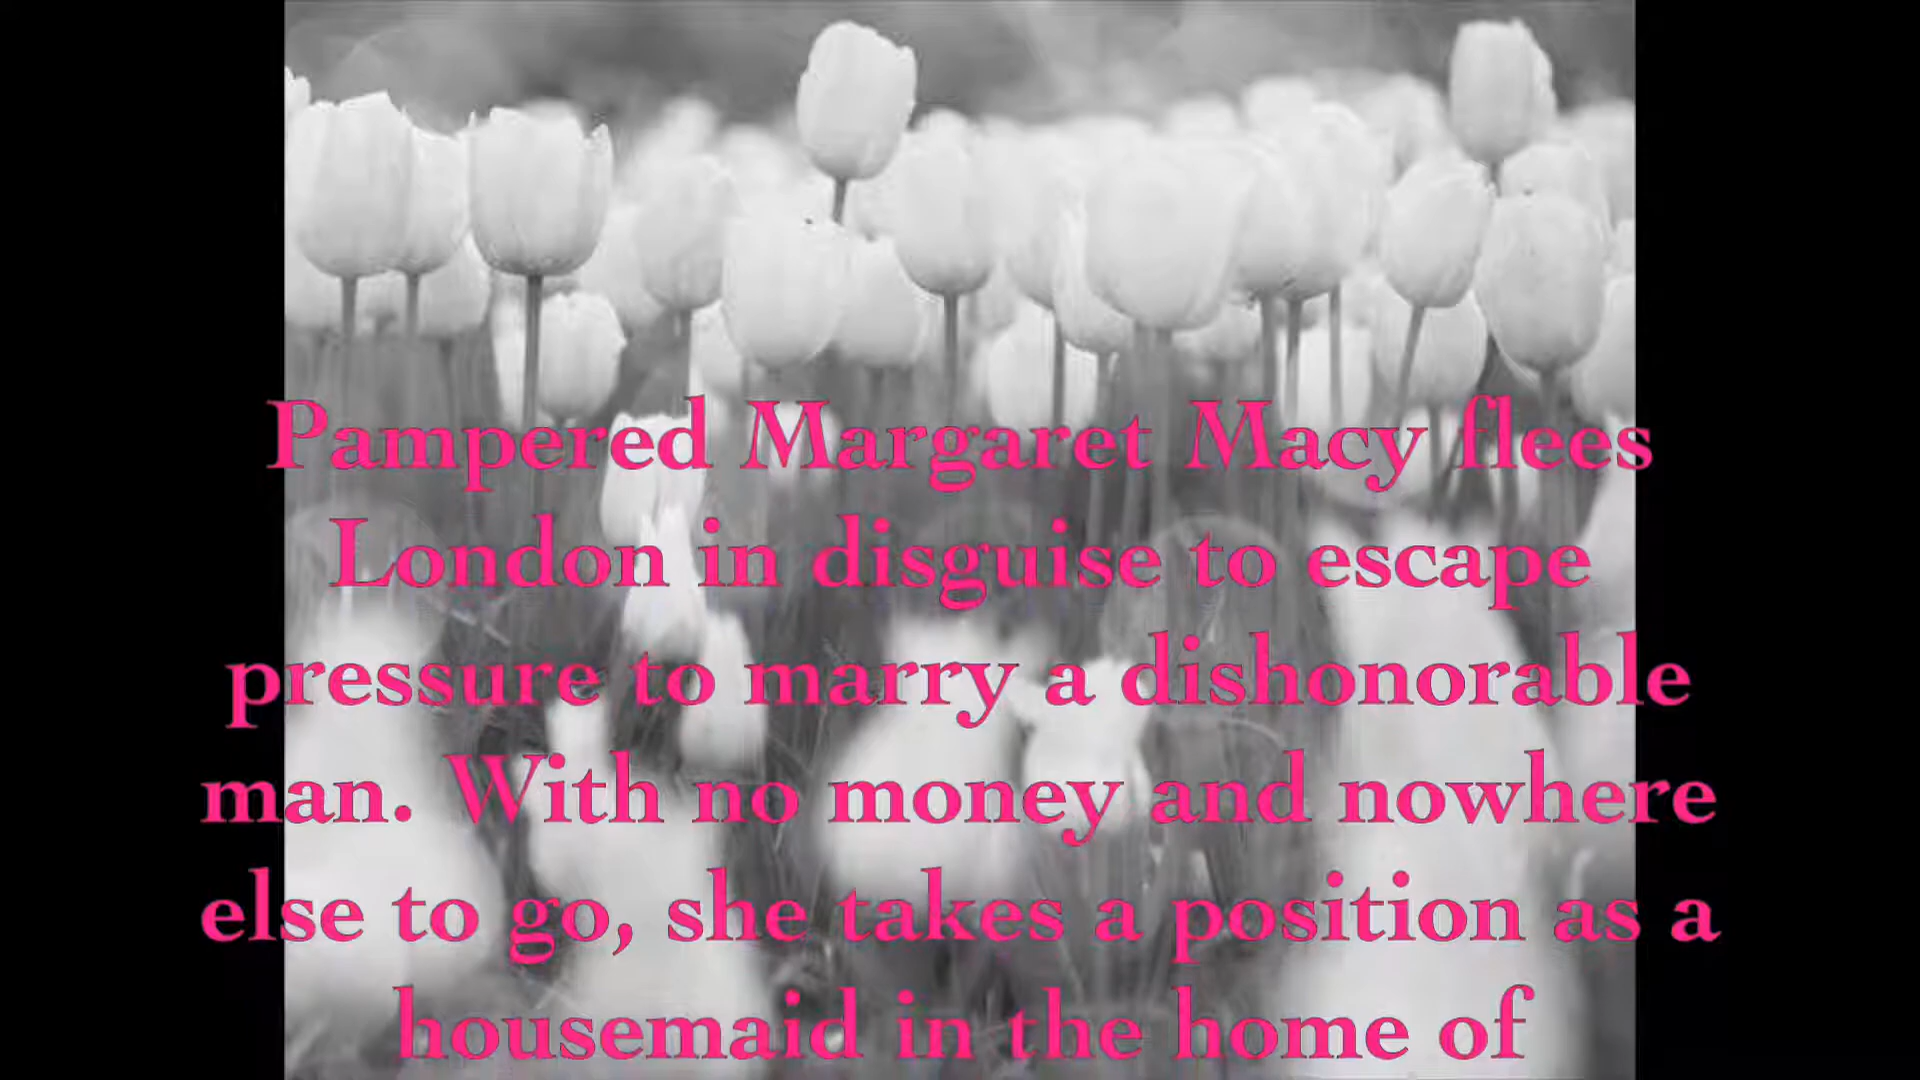 Pampered Margaret Macy flees
London in disguise to escape
pressure to marry a dishonorable
man. With no money and nowhere
else to go, she takes a position as a
housemaid in the home of